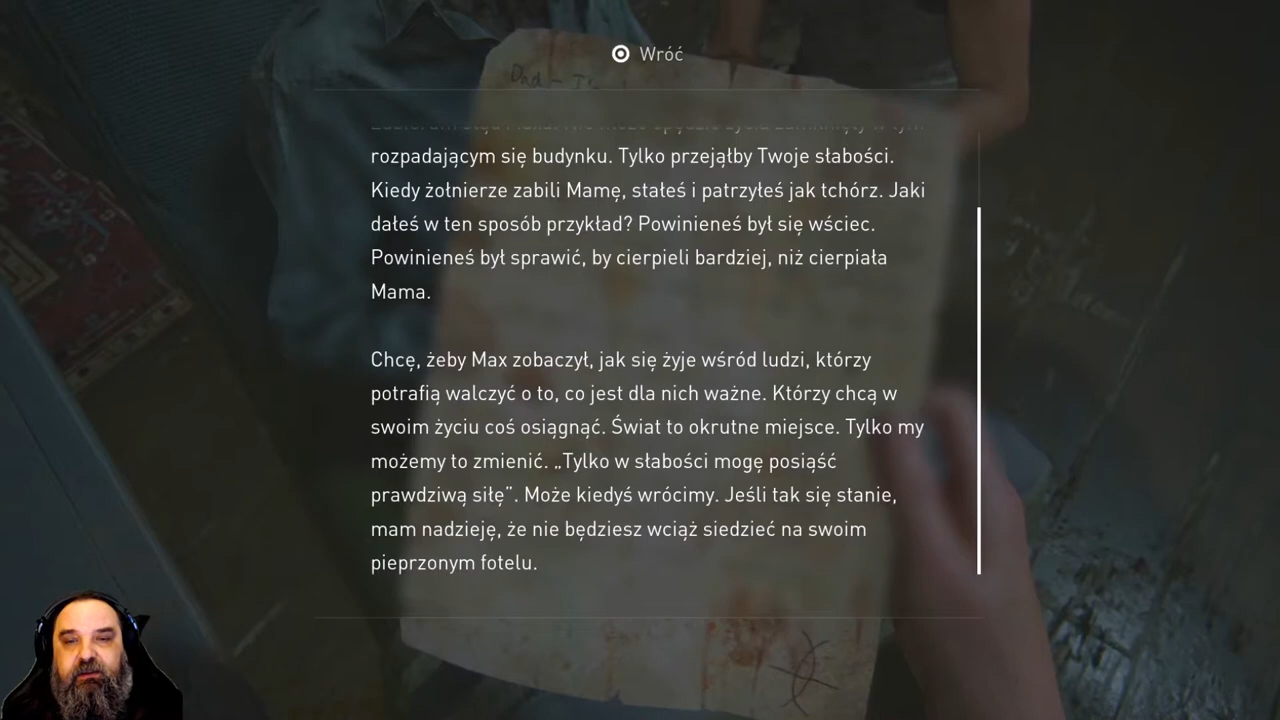 Wróć
Dad -
rozpadającym się budynku. Tylko przejąłby Twoje słabości.
Kiedy żołnierze zabili Mamę, stałeś i patrzyłeś jak tchórz. Jaki
dałeś w ten sposób przykład? Powinieneś był się wściec.
Powinieneś był sprawić, by cierpieli bardziej, niż cierpiała
Mama.
Chcę, żeby Max zobaczył, jak się żyje wśród ludzi, którzy
potrafią walczyć o to, co jest dla nich ważne. Którzy chcą w
swoim życiu coś osiągnąć. Świat to okrutne miejsce. Tylko my
możemy to zmienić. „Tylko w słabości mogę posiąść
prawdziwą siłę”. Może kiedyś wrócimy. Jeśli tak się stanie,
mam nadzieję, że nie będziesz wciąż siedzieć na swoim
pieprzonym fotelu.